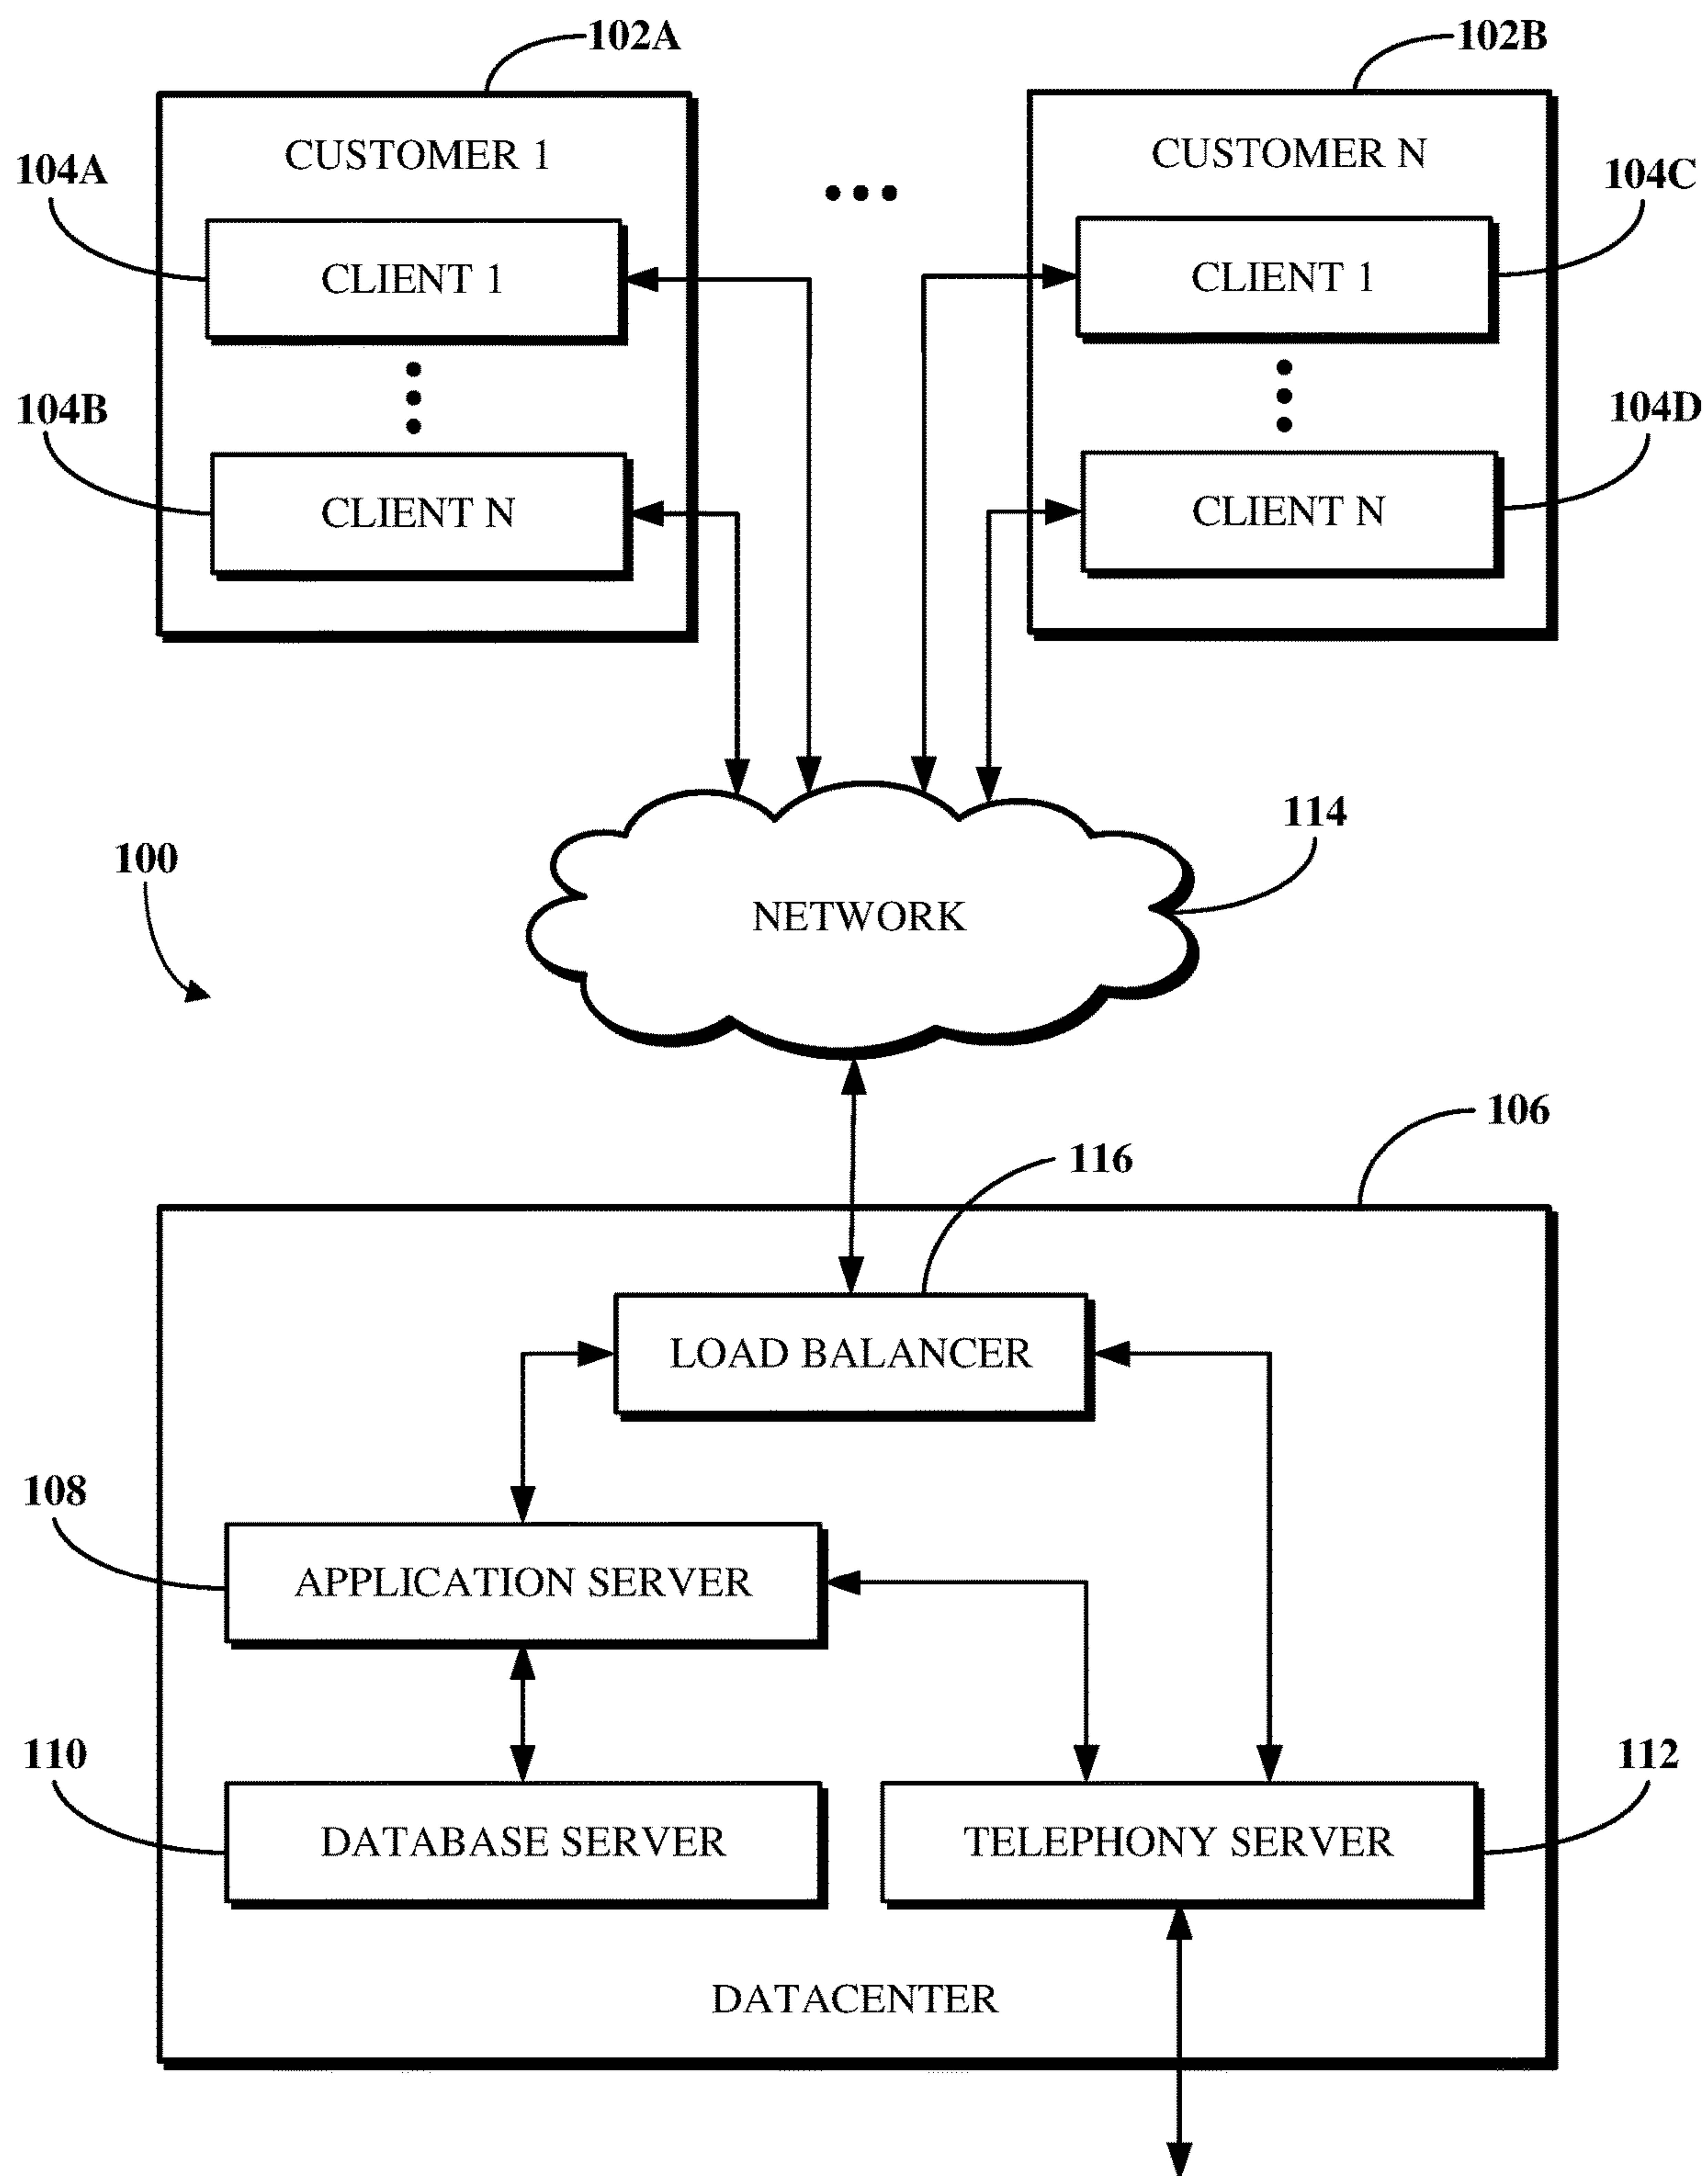 102A
102B
CUSTOMER 1
CUSTOMER N
104A
104C
CLIENT 1
CLIENT 1
104B
104D
CLIENT N
CLIENT N
114
100
NETWORK
106
116
LOAD BALANCER
108
APPLICATION SERVER
110
112
DATABASE SERVER
TELEPHONY SERVER
DATACENTER